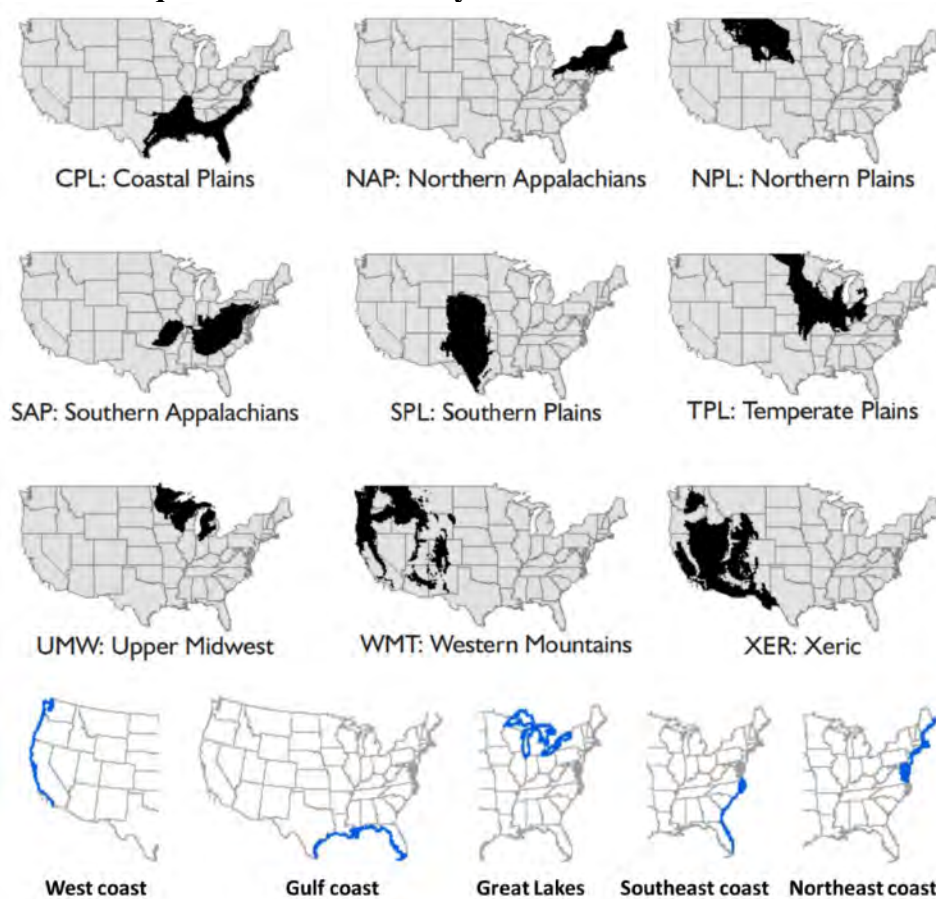 CPL: Coastal Plains
NAP: Northern Appalachians
NPL: Northern Plains
SAP: Southern Appalachians
SPL: Southern Plains
TPL: Temperate Plains
UMW: Upper Midwest
WMT: Western Mountains
XER: Xeric
West coast
Gulf coast
Great Lakes
Southeast coast
Northeast coast